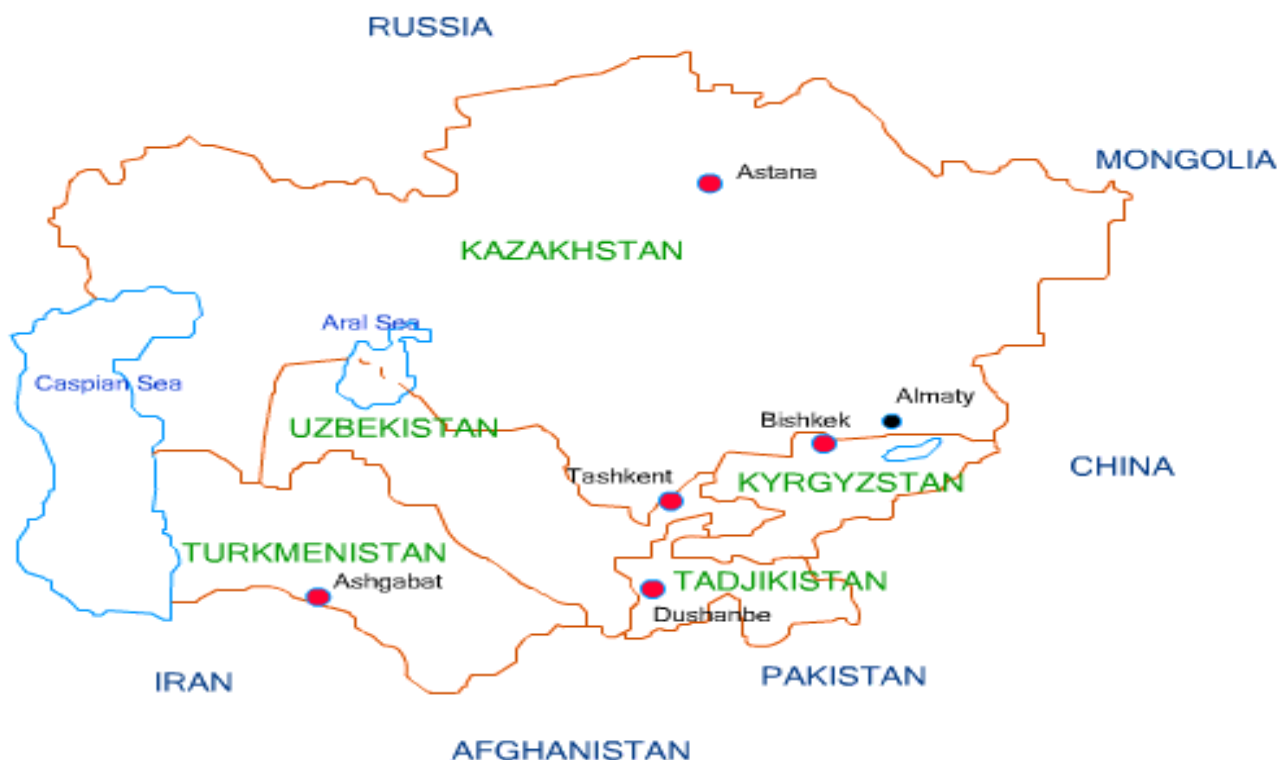 RUSSIA
MONGOLIA
Astana
KAZAKHSTAN
Aral Sea
Caspian Sea
Almaty
Bishkek
UZBEKISTAN
CHINA
Tashkent
KYRGYZSTAN
TURKMENISTAN
Ashgabat
TADJIKISTAN
Dushanbe
IRAN
PAKISTAN
AFGHANISTAN